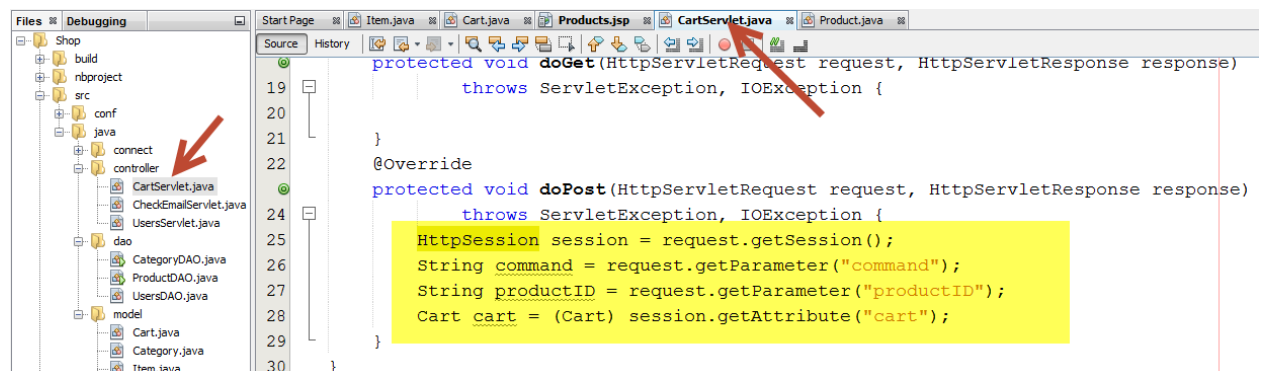 Files Debugging
Start Page Item.java Cart.java Products.jsp CartServlet.java Product.java
Source History
Shop
build
nbproject
src
conf
java
connect
controller
CartServlet.java
CheckEmailServlet.java
UsersServlet.java
dao
CategoryDAO.java
ProductDAO.java
UsersDAO.java
model
Cart.java
Category.java
Item.java
protected void doGet(HttpServletRequest request, HttpServletResponse response)
19 throws ServletException, IOException {
20
21 }
22 @Override
protected void doPost(HttpServletRequest request, HttpServletResponse response)
24 throws ServletException, IOException {
25 HttpSession session = request.getSession();
26 String command = request.getParameter("command");
27 String productID = request.getParameter("productID");
28 Cart cart = (Cart) session.getAttribute("cart");
29 }
30 }